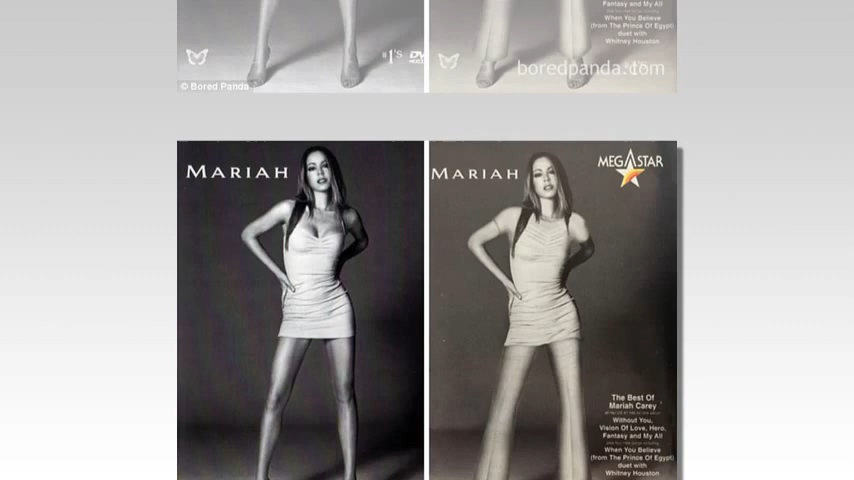 Fantasy and My All
When You Believe
(from The Prince Of Egypt)
duet with
Whitney Houston
#1's DVD
boredpanda.com
© Bored Panda
MARIAH
MARIAH
MEGASTAR
The Best Of
Mariah Carey
Without You,
Vision Of Love, Hero,
Fantasy and My All
When You Believe
(from The Prince Of Egypt)
duet with
Whitney Houston